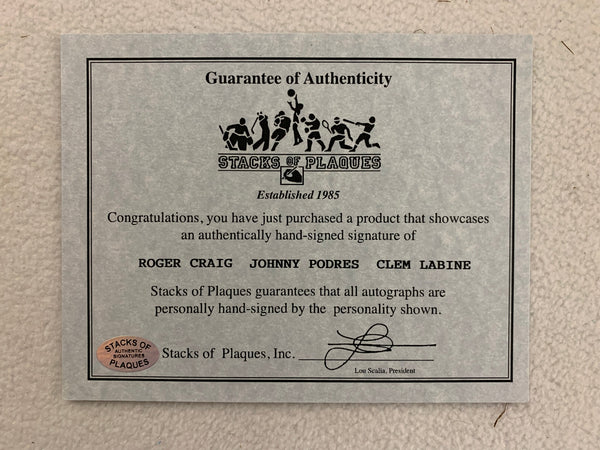 Guarantee of Authenticity
STACKS OF PLAQUES
Established 1985
Congratulations, you have just purchased a product that showcases
an authentically hand-signed signature of
ROGER CRAIG JOHNNY PODRES CLEM LABINE
Stacks of Plaques guarantees that all autographs are
personally hand-signed by the personality shown.
STACKS OF
AUTHENTIC
SIGNATURES
PLAQUES
Stacks of Plaques, Inc.
Lou Scalia, President